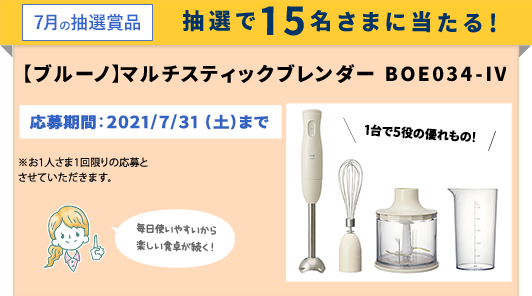 7月の抽選賞品
抽選で15名さまに当たる!
【ブルーノ】マルチスティックブレンダー BOE034-IV
応募期間:2021/7/31(土)まで
※お1人さま1回限りの応募と
させていただきます。
1台で5役の優れもの!
毎日使いやすいから
楽しい食卓が続く!